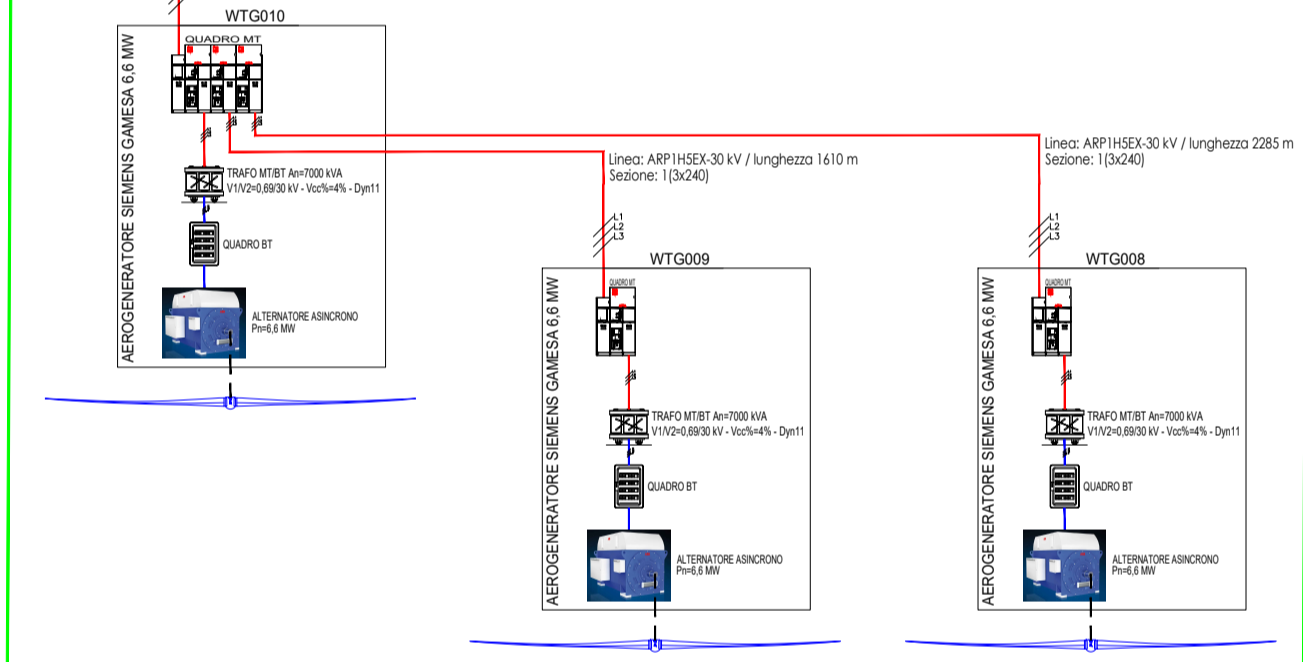 WTG010
QUADRO MT
AEROGENERATORE SIEMENS GAMESA 6,6 MW
TRAFO MT/BT An=7000 kVA
V1/V2=0,69/30 kV - Vcc%=4% - Dyn11
QUADRO BT
ALTERNATORE ASINCRONO
Pn=6,6 MW
Linea: ARP1H5EX-30 kV / lunghezza 1610 m
Sezione: 1(3x240)
L1
L2
L3
WTG009
QUADRO MT
AEROGENERATORE SIEMENS GAMESA 6,6 MW
TRAFO MT/BT An=7000 kVA
V1/V2=0,69/30 kV - Vcc%=4% - Dyn11
QUADRO BT
ALTERNATORE ASINCRONO
Pn=6,6 MW
Linea: ARP1H5EX-30 kV / lunghezza 2285 m
Sezione: 1(3x240)
L1
L2
L3
WTG008
QUADRO MT
AEROGENERATORE SIEMENS GAMESA 6,6 MW
TRAFO MT/BT An=7000 kVA
V1/V2=0,69/30 kV - Vcc%=4% - Dyn11
QUADRO BT
ALTERNATORE ASINCRONO
Pn=6,6 MW